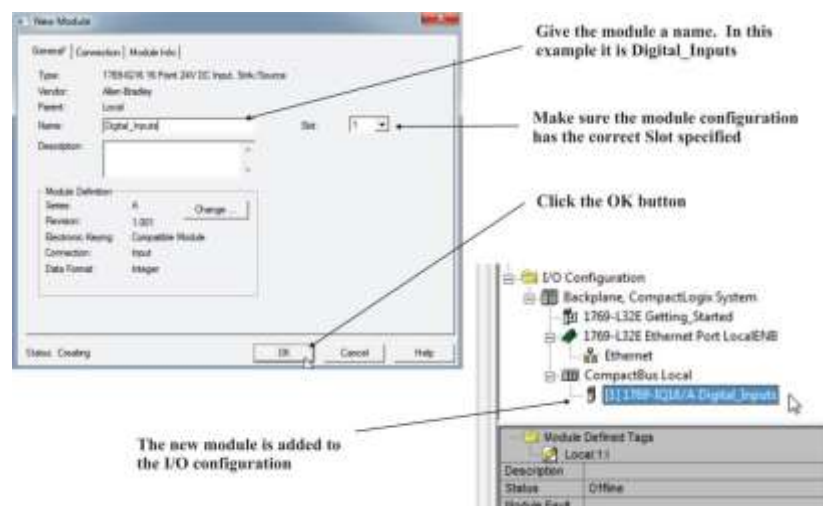 New Module
General* Connection Module Info
Type: 1769-IQ16 16 Point 24V DC Input, Sink/Source
Vendor: Allen-Bradley
Parent: Local
Name: Digital_Inputs
Slot: 1
Description:
Module Definition
Series: A
Change ...
Revision: 1.001
Electronic Keying: Compatible Module
Connection: Input
Data Format: Integer
Status: Creating
OK
Cancel
Help
Give the module a name. In this
example it is Digital_Inputs
Make sure the module configuration
has the correct Slot specified
Click the OK button
I/O Configuration
Backplane, CompactLogix System
1769-L32E Getting_Started
1769-L32E Ethernet Port LocalENB
Ethernet
CompactBus Local
[1] 1769-IQ16/A Digital_Inputs
The new module is added to
the I/O configuration
Module Defined Tags
Local:1:I
Description
Status Offline
Module Fault